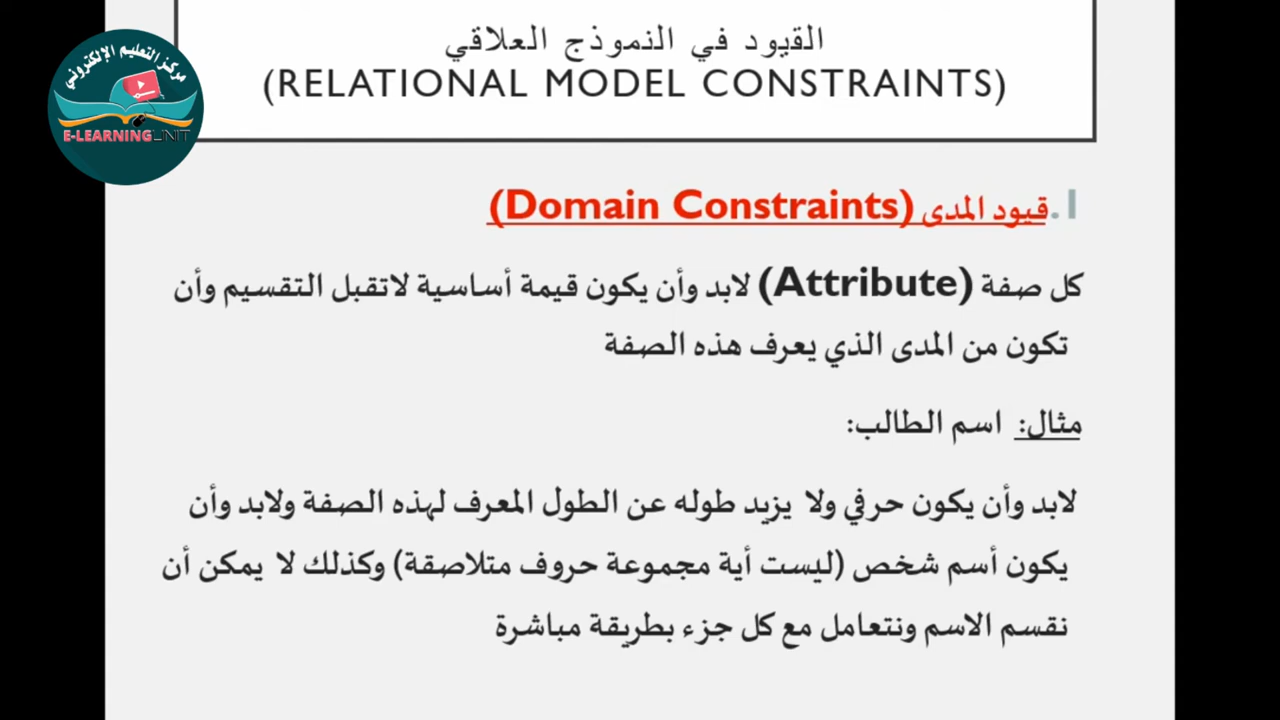 القيود في النموذج العلاقي
(RELATIONAL MODEL CONSTRAINTS)
مركز التعليم الإلكتروني
E-LEARNING UNIT
1. قيود المدى (Domain Constraints)
كل صفة (Attribute) لابد وأن يكون قيمة أساسية لاتقبل التقسيم وأن
تكون من المدى الذي يعرف هذه الصفة
مثال: اسم الطالب:
لابد وأن يكون حرفي ولا يزيد طوله عن الطول المعرف لهذه الصفة ولابد وأن
يكون أسم شخص (ليست أية مجموعة حروف متلاصقة) وكذلك لا يمكن أن
نقسم الاسم ونتعامل مع كل جزء بطريقة مباشرة